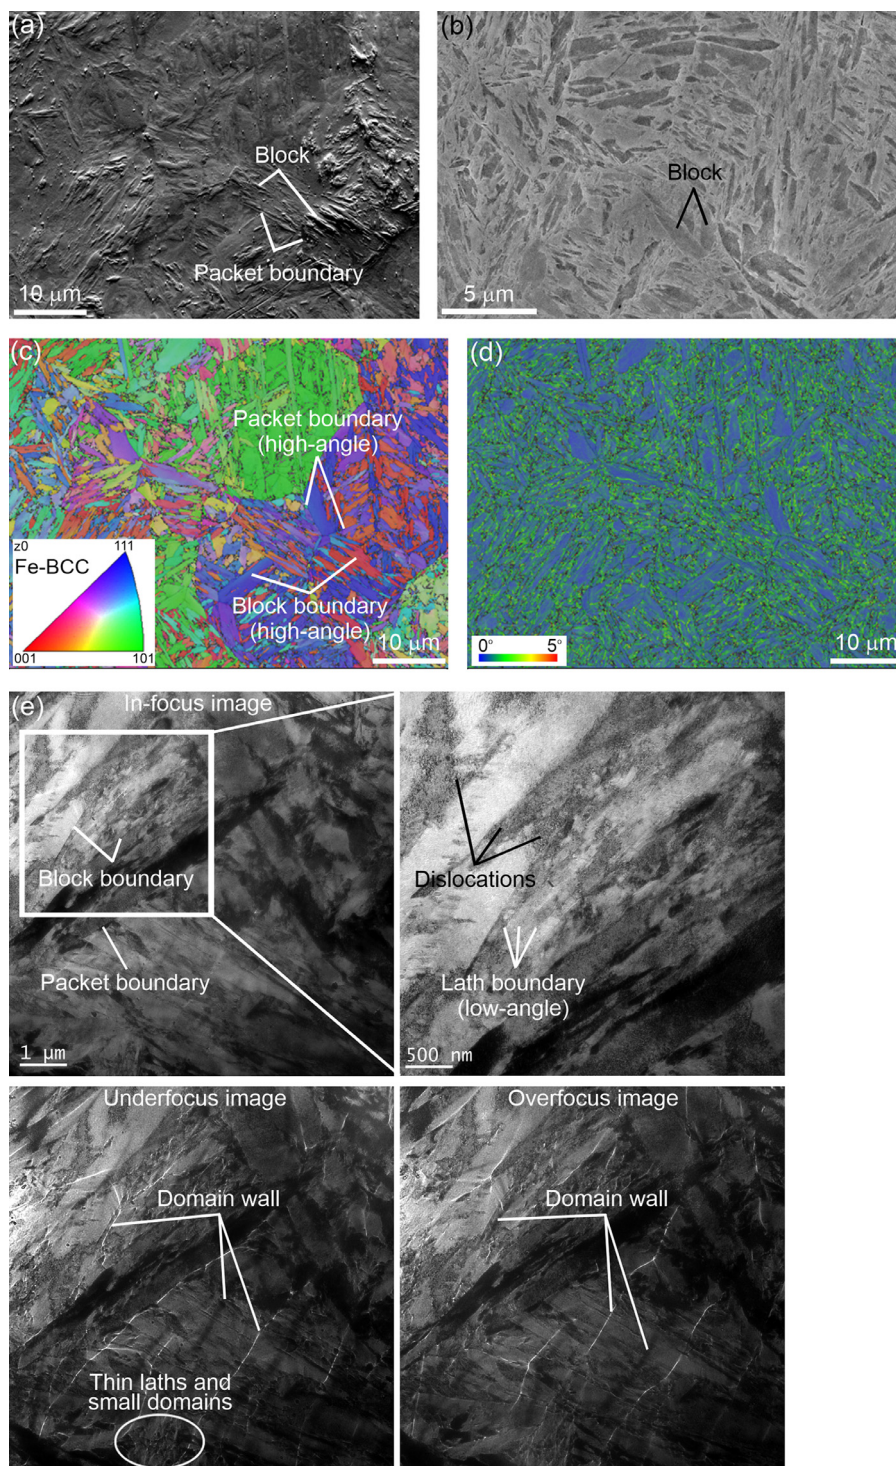 (a)
Block
Packet boundary
10 μm
(b)
Block
5 μm
(c)
Packet boundary
(high-angle)
z0
111
Fe-BCC
001
101
Block boundary
(high-angle)
10 μm
(d)
0°
5°
10 μm
(e)
In-focus image
Block boundary
Packet boundary
1 μm
Dislocations
Lath boundary
(low-angle)
500 nm
Underfocus image
Domain wall
Thin laths and
small domains
Overfocus image
Domain wall